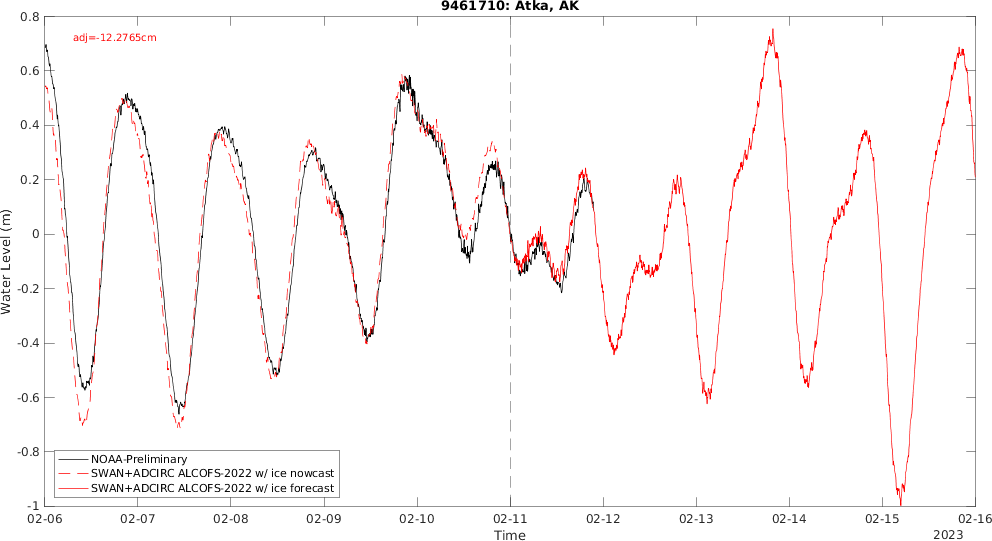 9461710: Atka, AK
adj=-12.2765cm
Water Level (m)
0.8
0.6
0.4
0.2
0
-0.2
-0.4
-0.6
-0.8
-1
NOAA-Preliminary
SWAN+ADCIRC ALCOFS-2022 w/ ice nowcast
SWAN+ADCIRC ALCOFS-2022 w/ ice forecast
02-06 02-07 02-08 02-09 02-10 02-11 02-12 02-13 02-14 02-15 02-16
Time
2023